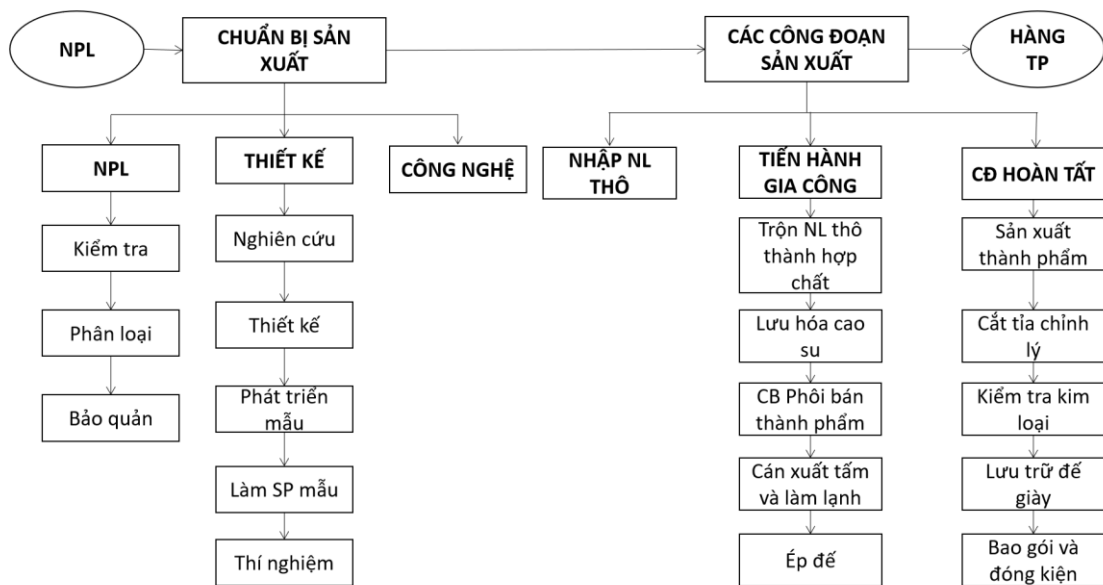 NPL
CHUẨN BỊ SẢN
XUẤT
CÁC CÔNG ĐOẠN
SẢN XUẤT
HÀNG
TP
NPL
THIẾT KẾ
CÔNG NGHỆ
NHẬP NL
THÔ
TIẾN HÀNH
GIA CÔNG
CĐ HOÀN TẤT
Kiểm tra
Phân loại
Bảo quản
Nghiên cứu
Thiết kế
Phát triển
mẫu
Làm SP mẫu
Thí nghiệm
Trộn NL thô
thành hợp
chất
Lưu hóa cao
su
CB Phôi bán
thành phẩm
Cán xuất tấm
và làm lạnh
Ép đế
Sản xuất
thành phẩm
Cắt tỉa chỉnh
lý
Kiểm tra kim
loại
Lưu trữ đế
giày
Bao gói và
đóng kiện